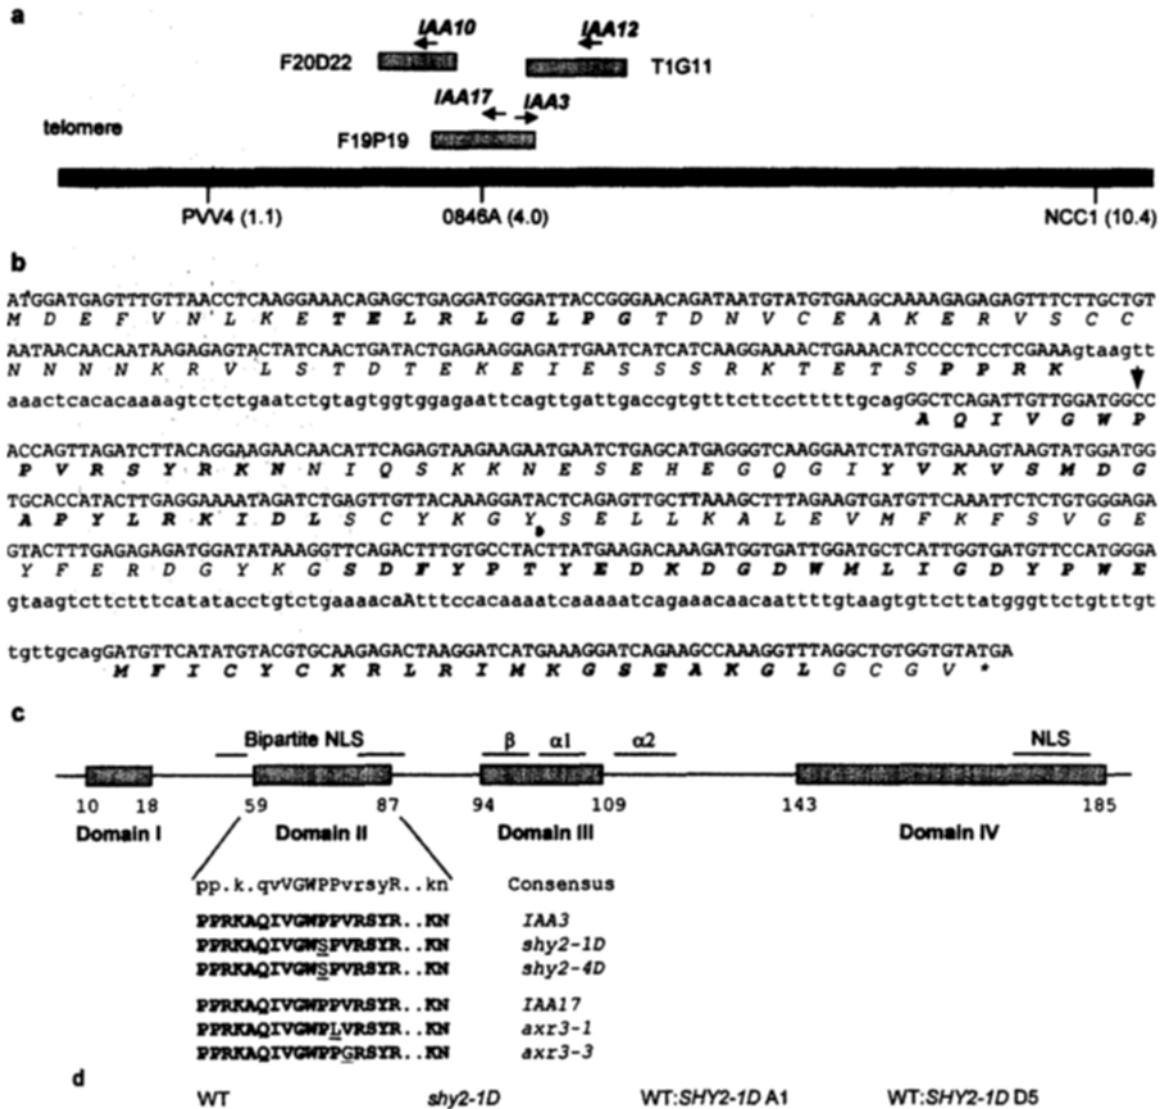 a
IAA10 IAA12
F20D22 T1G11
IAA17 IAA3
telomere
F19P19
PVV4 (1.1) 0846A (4.0) NCC1 (10.4)
b
ATGGATGAGTTTGTTAACCTCAAGGAAACAGAGCTGAGGATGGGATTACCGGGAACAGATAATGTATGTGAAGCAAAAGAGAGAGTTTCTTGCTGT
M D E F V N L K E T E L R L G L P G T D N V C E A K E R V S C C
AATAACAACAATAAGAGAGTACTATCAACTGATACTGAGAAGGAGATTGAATCATCATCAAGGAAAACTGAAACATCCCCTCCTCGAAAgtaagtt
N N N N K R V L S T D T E K E I E S S S R K T E T S P P R K
aaactcacacaaaagtctctgaatctgtagtggtggagaattcagttgattgaccgtgtttcttcctttttgcagGGCTCAGATTGTTGGATGGCC
A Q I V G W P
ACCAGTTAGATCTTACAGGAAGAACAACATTCAGAGTAAGAAGAATGAATCTGAGCATGAGGGTCAAGGAATCTATGTGAAAGTAAGTATGGATGG
P V R S Y R K N N I Q S K K N E S E H E G Q G I Y V K V S M D G
TGCACCATACTTGAGGAAAATAGATCTGAGTTGTTACAAAGGATACTCAGAGTTGCTTAAAGCTTTAGAAGTGATGTTCAAATTCTCTGTGGGAGA
A P Y L R K I D L S C Y K G Y S E L L K A L E V M F K F S V G E
GTACTTTGAGAGAGATGGATATAAAGGTTCAGACTTTGTGCCTACTTATGAAGACAAAGATGGTGATTGGATGCTCATTGGTGATGTTCCATGGGA
Y F E R D G Y K G S D F Y P T Y E D K D G D W M L I G D Y P W E
gtaagtcttctttcatatacctgtctgaaaacaAtttccacaaaatcaaaaatcagaaacaacaattttgtaagtgttcttatgggttctgtttgt
tgttgcagGATGTTCATATGTACGTGCAAGAGACTAAGGATCATGAAAGGATCAGAAGCCAAAGGTTTAGGCTGTGGTGTATGA
M F I C Y C K R L R I M K G S E A K G L G C G V *
c
Bipartite NLS β α1 α2 NLS
10 18 59 87 94 109 143 185
Domain I Domain II Domain III Domain IV
pp.k.qvVGWPPvrsyR..kn Consensus
PPRKAQIVGWPPVRSYR..KN IAA3
PPRKAQIVGWSPVRSYR..KN shy2-1D
PPRKAQIVGWSPVRSYR..KN shy2-4D
PPRKAQIVGWPPVRSYR..KN IAA17
PPRKAQIVGWPLVRSYR..KN axr3-1
PPRKAQIVGWPPGRSYR..KN axr3-3
d
WT shy2-1D WT:SHY2-1D A1 WT:SHY2-1D D5